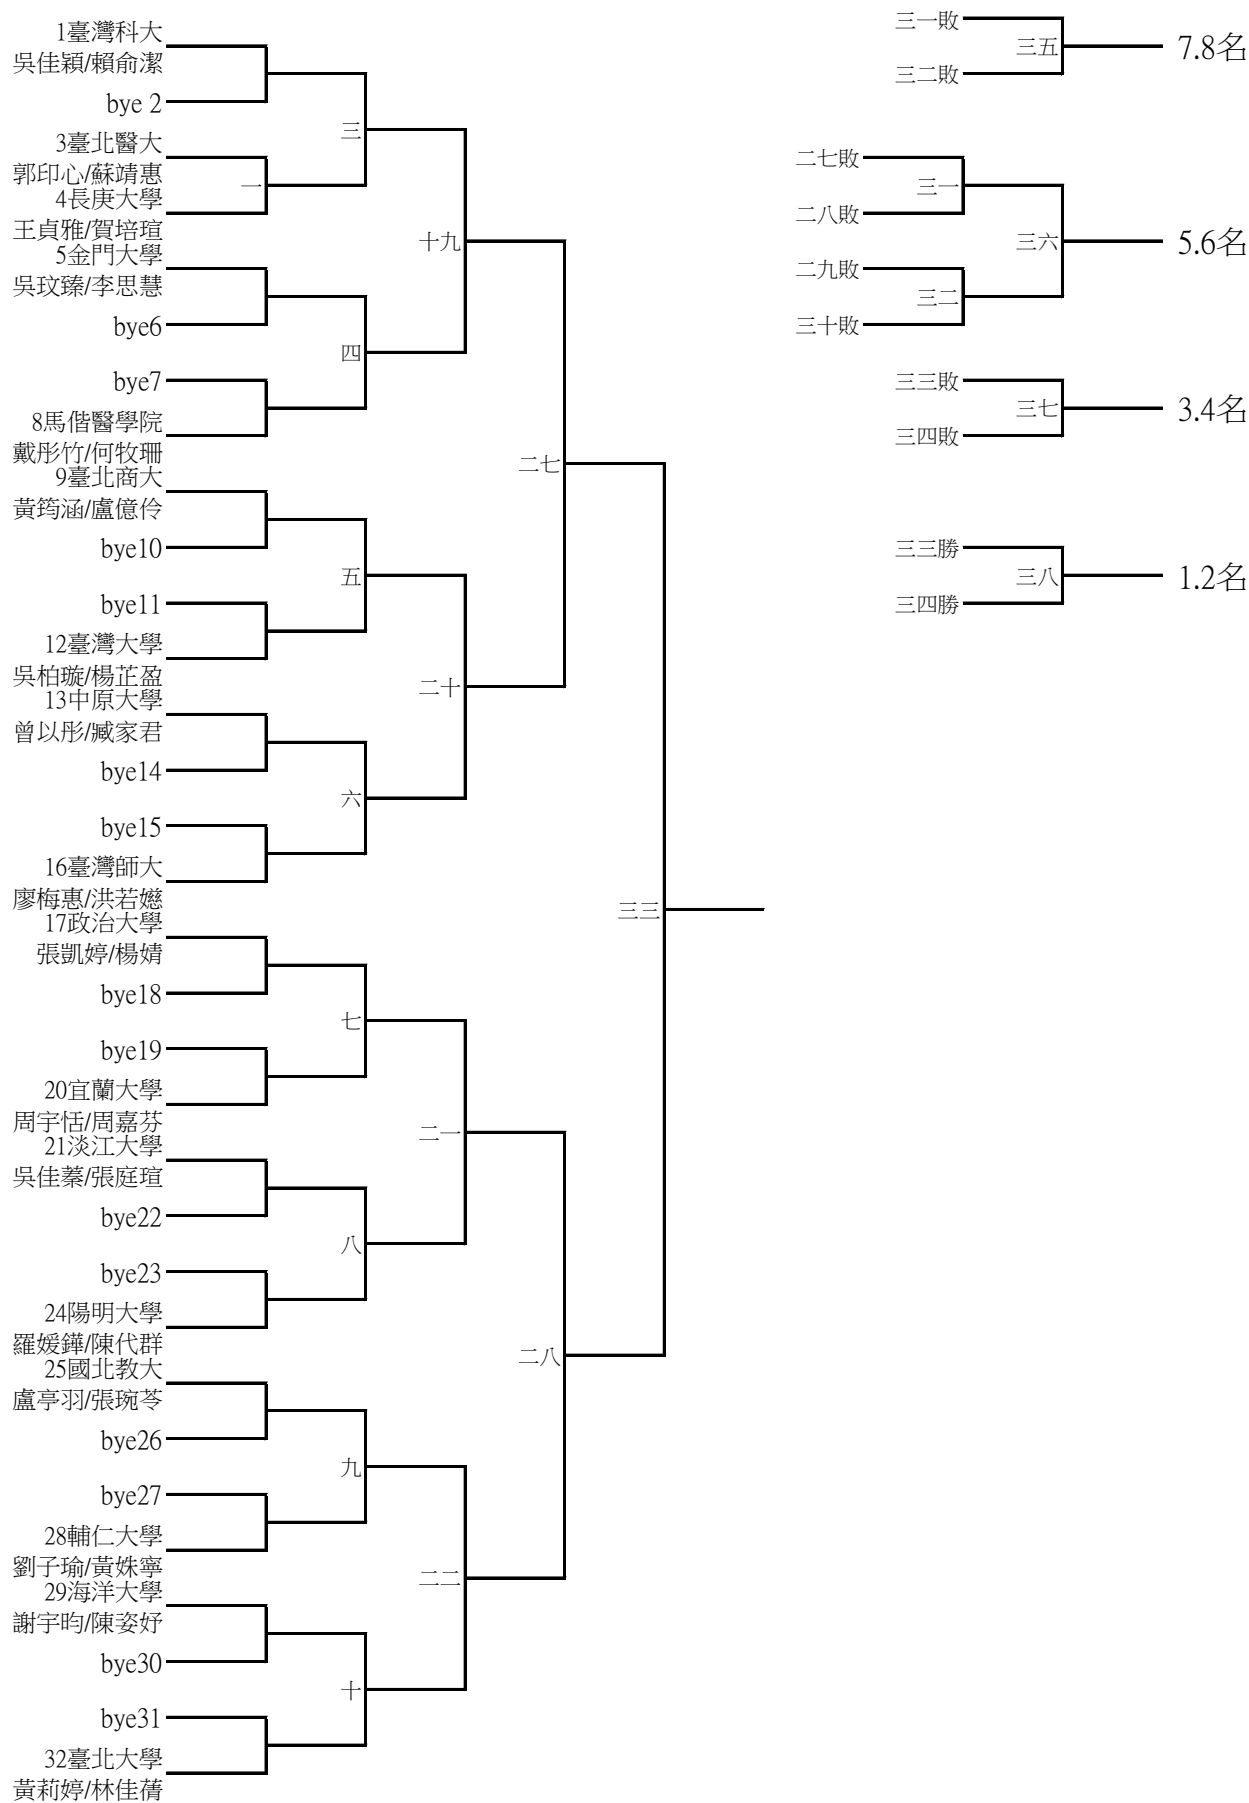 1臺灣科大
吳佳穎/賴俞潔
bye 2
3臺北醫大
郭印心/蘇靖惠
4長庚大學
王貞雅/賀培瑄
5金門大學
吳玟臻/李思慧
bye6
bye7
8馬偕醫學院
戴彤竹/何牧珊
9臺北商大
黃筠涵/盧億伶
bye10
bye11
12臺灣大學
吳柏璇/楊芷盈
13中原大學
曾以彤/臧家君
bye14
bye15
16臺灣師大
廖梅惠/洪若嬨
17政治大學
張凱婷/楊婧
bye18
bye19
20宜蘭大學
周宇恬/周嘉芬
21淡江大學
吳佳蓁/張庭瑄
bye22
bye23
24陽明大學
羅媛鏵/陳代群
25國北教大
盧亭羽/張琬苓
bye26
bye27
28輔仁大學
劉子瑜/黃姝寧
29海洋大學
謝宇昀/陳姿妤
bye30
bye31
32臺北大學
黃莉婷/林佳蒨
一
三
四
五
六
七
八
九
十
十九
二十
二一
二二
二七
二八
三三
三一敗
三五
7.8名
三二敗
二七敗
三一
二八敗
三六
5.6名
二九敗
三二
三十敗
三三敗
三七
3.4名
三四敗
三三勝
三八
1.2名
三四勝